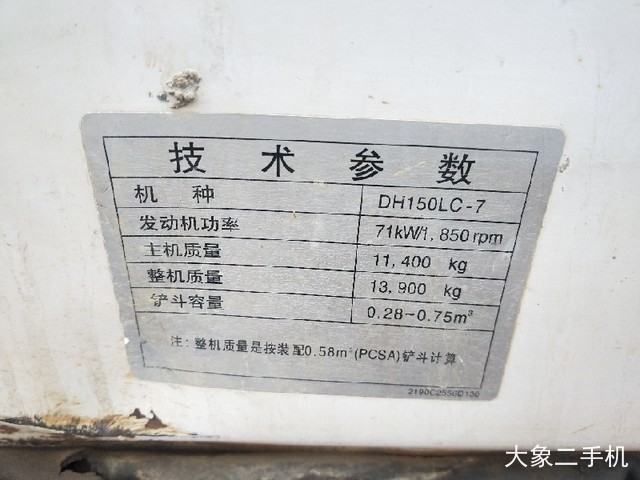 技术参数
机种 DH150LC-7
发动机功率 71kW/1,850rpm
主机质量 11,400 kg
整机质量 13,900 kg
铲斗容量 0.28~0.75m³
注:整机质量是按装配0.58m³(PCSA)铲斗计算
2190C2556D130
大象二手机